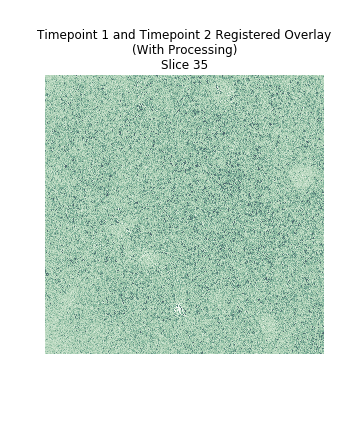 Timepoint 1 and Timepoint 2 Registered Overlay
(With Processing)
Slice 35